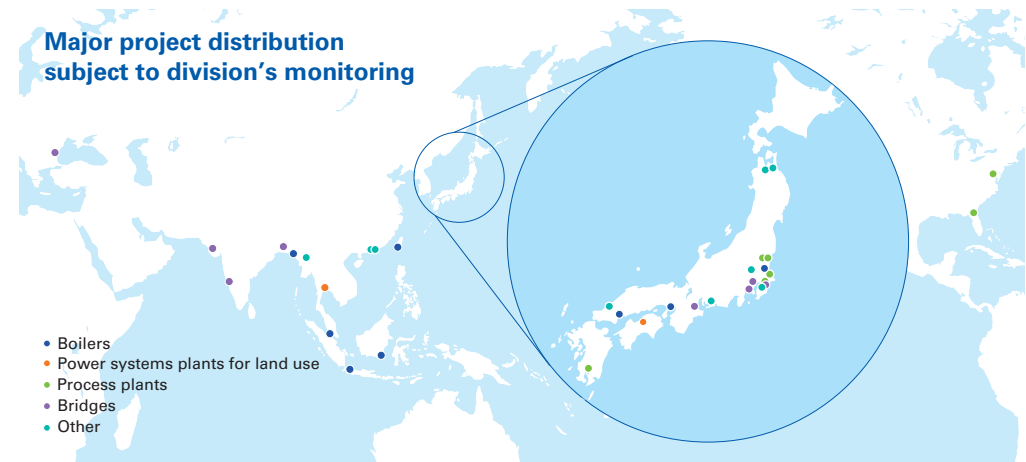 Major project distribution
subject to division's monitoring
Boilers
Power systems plants for land use
Process plants
Bridges
Other